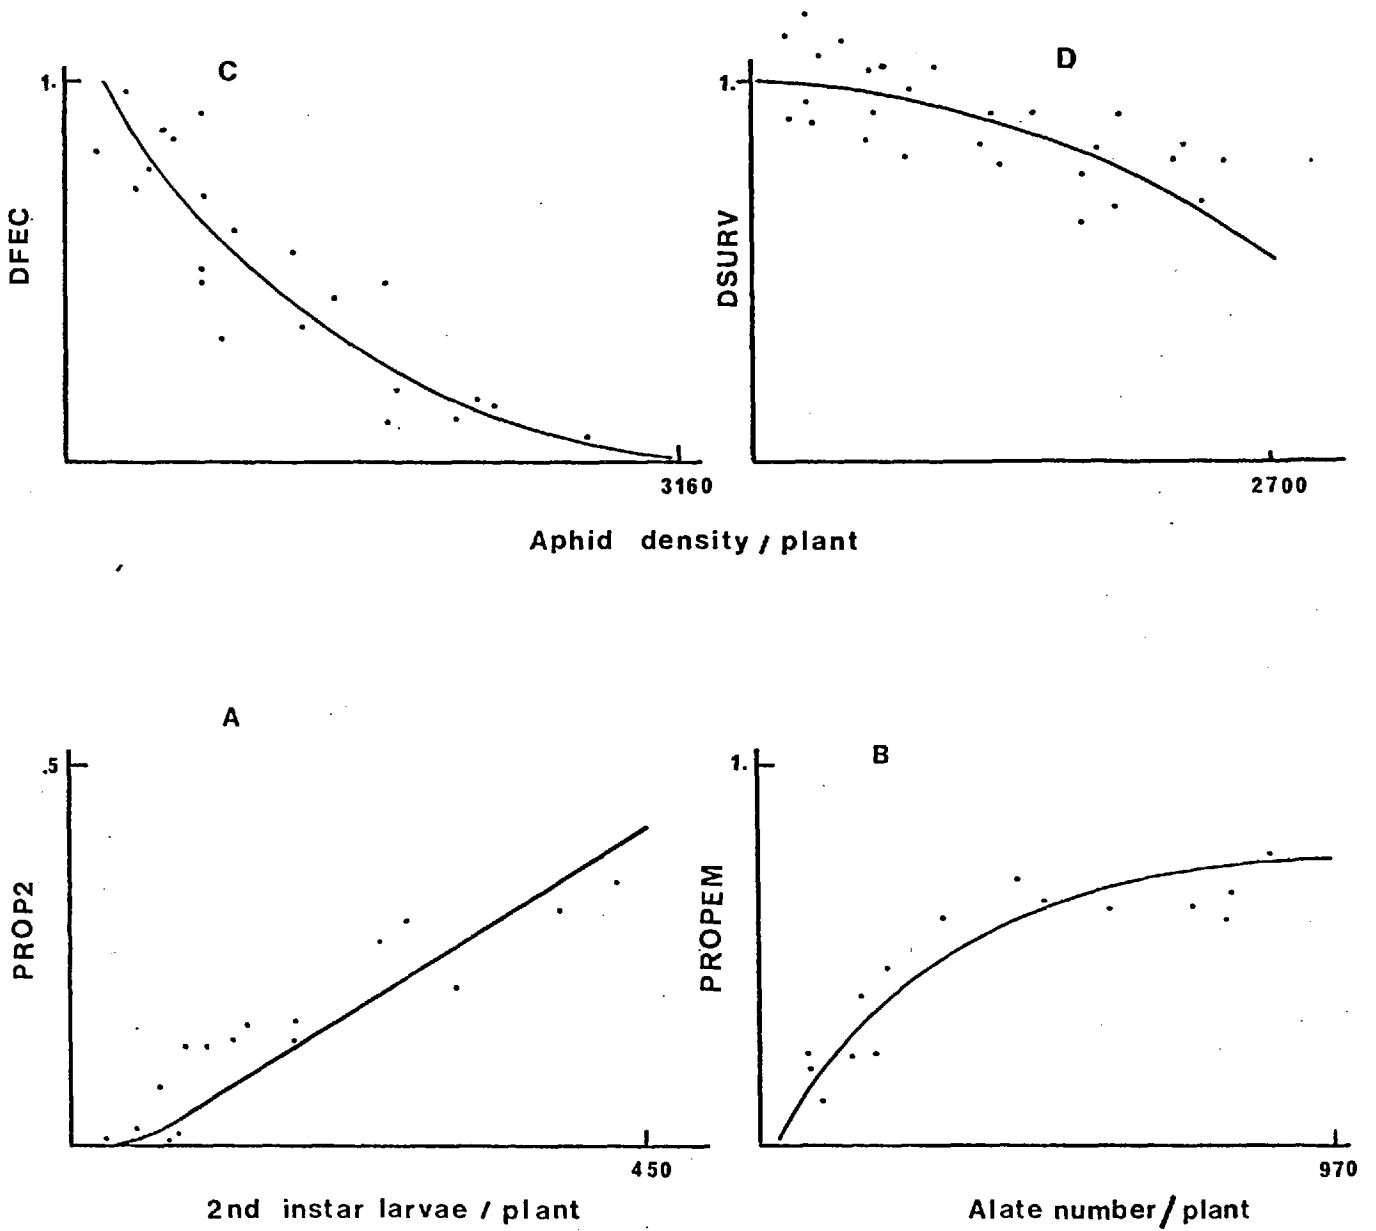 C
D
1.
1.
DFEC
DSURV
3160
2700
Aphid density / plant
A
B
.5
1.
PROP2
PROPEM
450
970
2nd instar larvae / plant
Alate number / plant